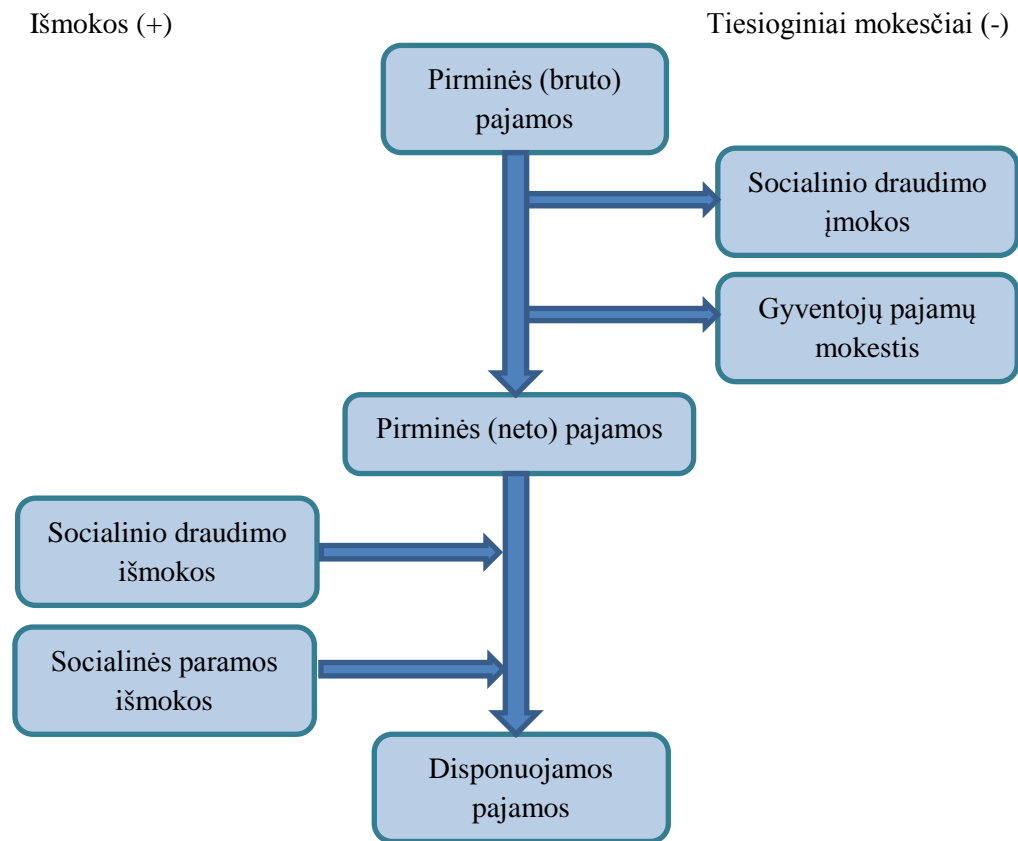 Išmokos (+)
Tiesioginiai mokesčiai (-)
Pirminės (bruto)
pajamos
Socialinio draudimo
įmokos
Gyventojų pajamų
mokestis
Pirminės (neto) pajamos
Socialinio draudimo
išmokos
Socialinės paramos
išmokos
Disponuojamos
pajamos